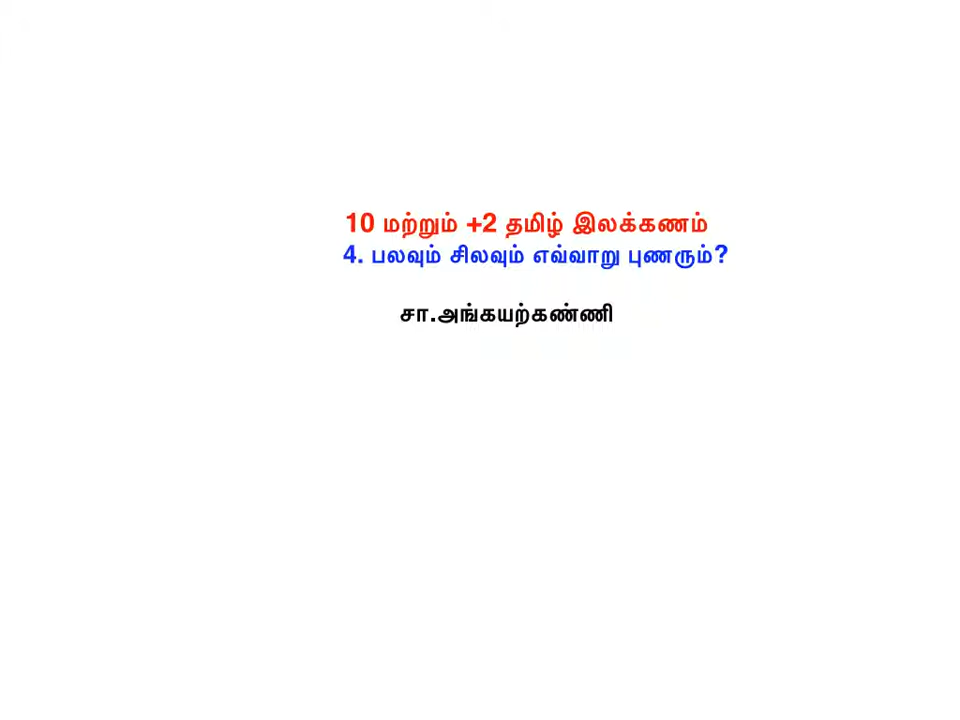 10 மற்றும் +2 தமிழ் இலக்கணம்
4. பலவும் சிலவும் எவ்வாறு புணரும்?
சா.அங்கயற்கண்ணி